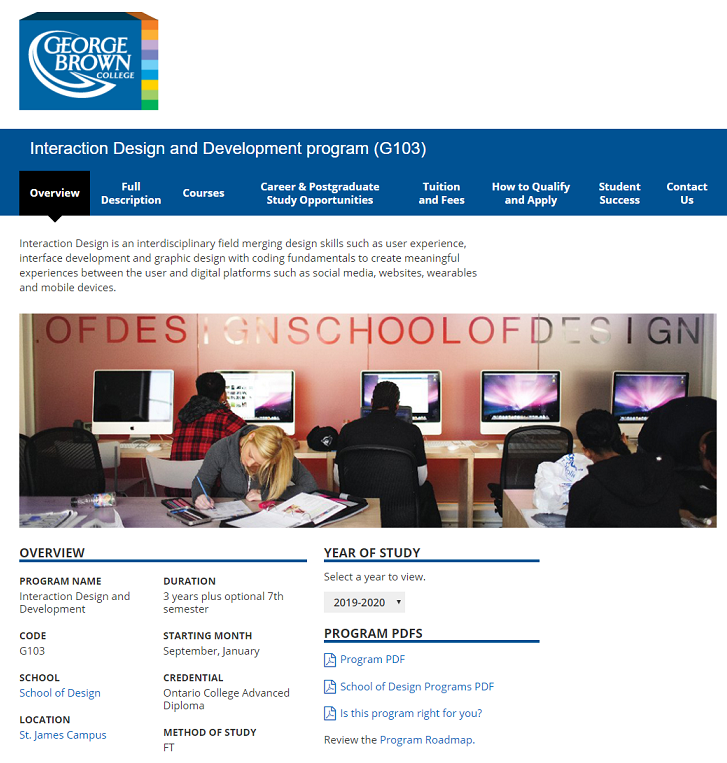 GEORGE
BROWN
COLLEGE
Interaction Design and Development program (G103)
Overview
Full
Description
Courses
Career & Postgraduate
Study Opportunities
Tuition
and Fees
How to Qualify
and Apply
Student
Success
Contact
Us
Interaction Design is an interdisciplinary field merging design skills such as user experience,
interface development and graphic design with coding fundamentals to create meaningful
experiences between the user and digital platforms such as social media, websites, wearables
and mobile devices.
.OFDESIGNSCHOOLOFDESIGN
OVERVIEW
PROGRAM NAME
Interaction Design and
Development
CODE
G103
SCHOOL
School of Design
LOCATION
St. James Campus
DURATION
3 years plus optional 7th
semester
STARTING MONTH
September, January
CREDENTIAL
Ontario College Advanced
Diploma
METHOD OF STUDY
FT
YEAR OF STUDY
Select a year to view.
2019-2020
PROGRAM PDFS
Program PDF
School of Design Programs PDF
Is this program right for you?
Review the Program Roadmap.